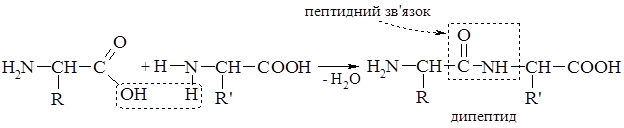 пептидний зв'язок
O O
H₂N—CH—C + H—N—CH—COOH - H₂O H₂N—CH—C—NH—CH—COOH
R OH H R' R R'
дипептид